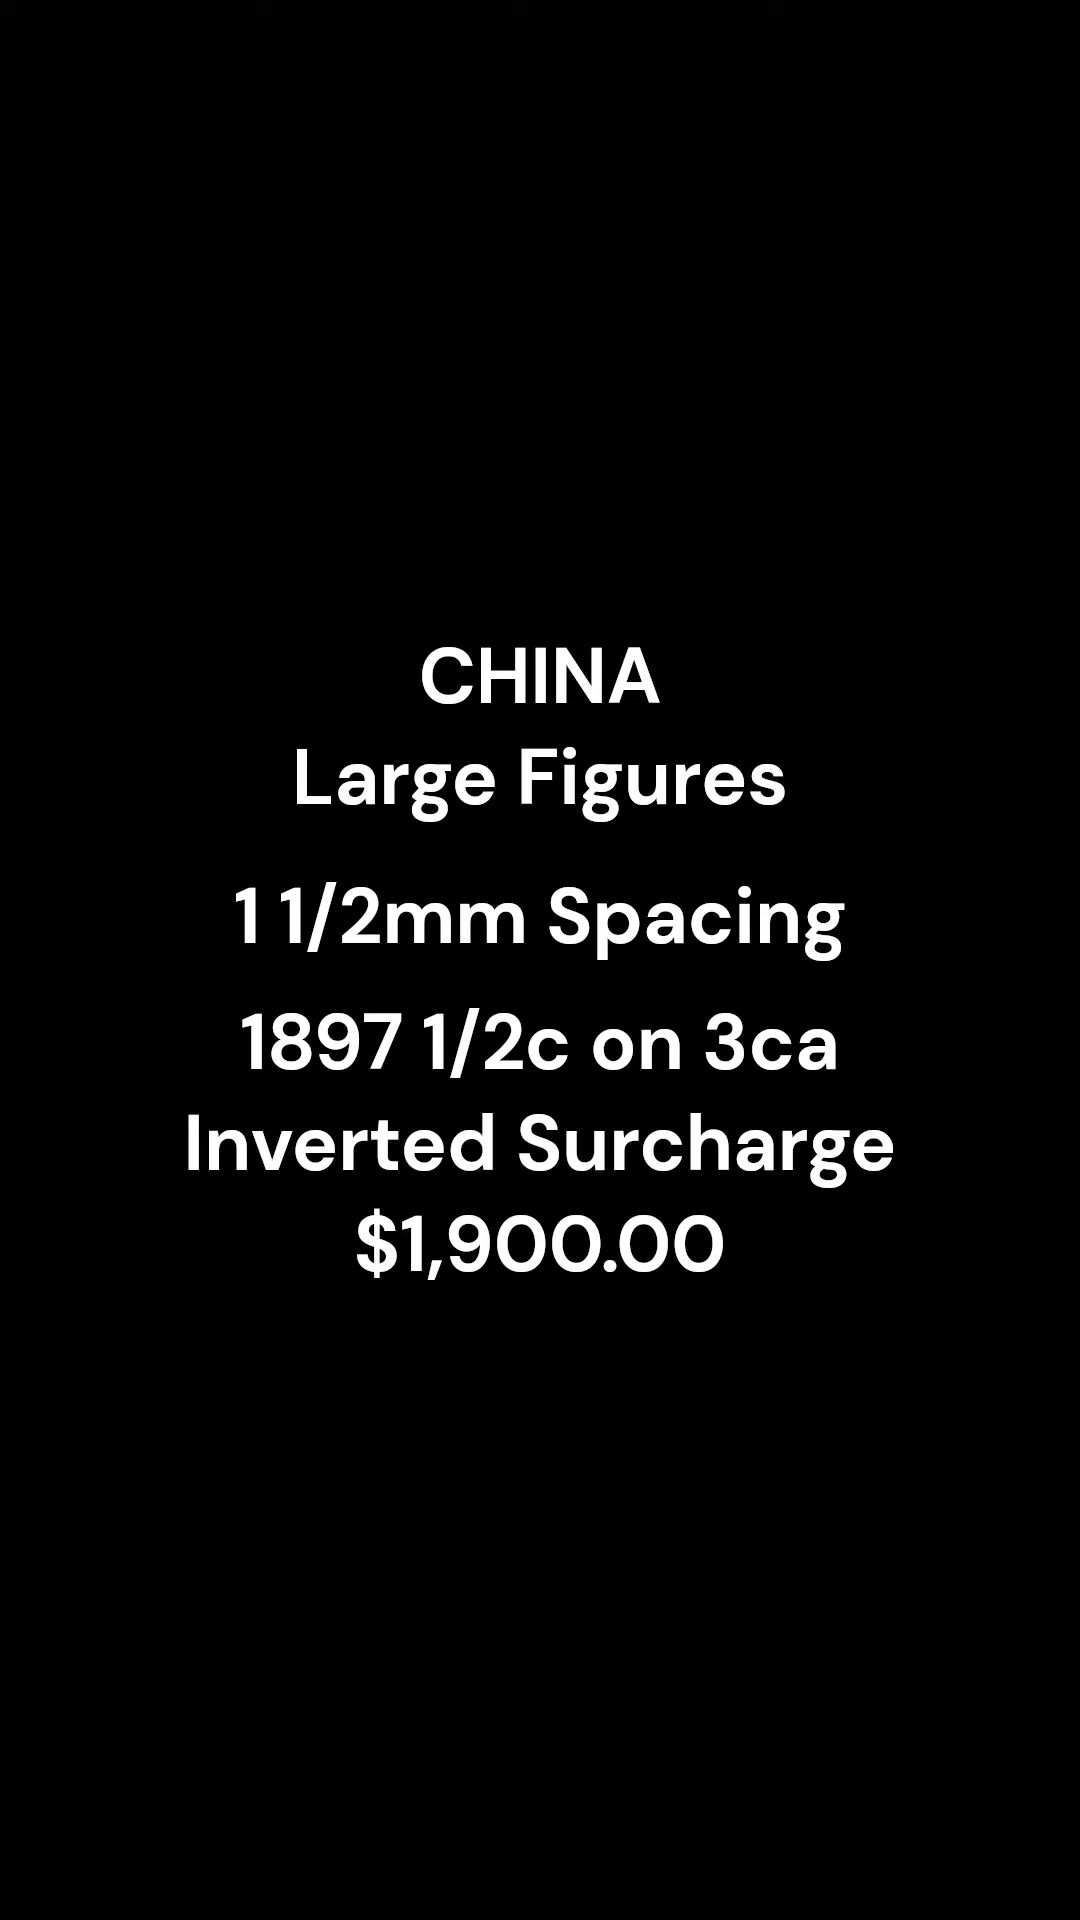 CHINA
Large Figures
1 1/2mm Spacing
1897 1/2c on 3ca
Inverted Surcharge
$1,900.00